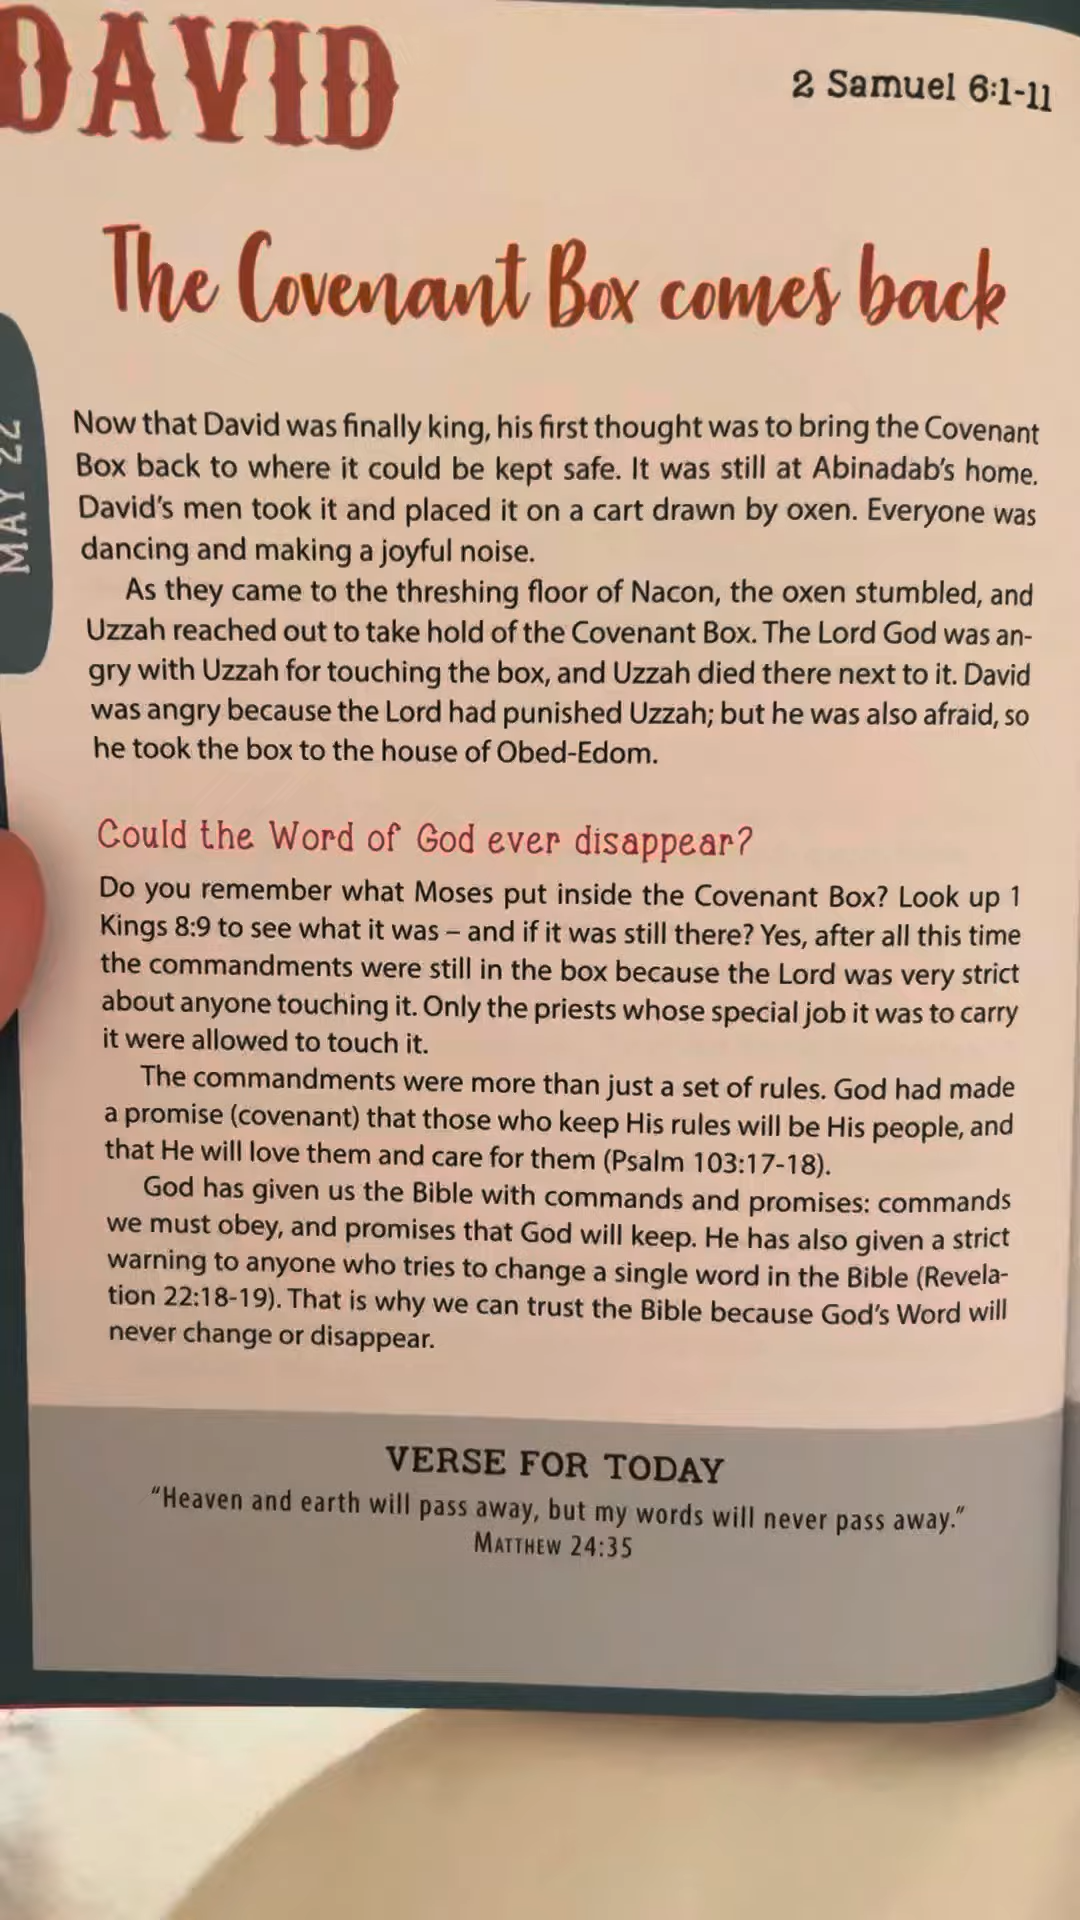 DAVID
2 Samuel 6:1-11
The Covenant Box comes back
MAY 22
Now that David was finally king, his first thought was to bring the Covenant
Box back to where it could be kept safe. It was still at Abinadab's home.
David's men took it and placed it on a cart drawn by oxen. Everyone was
dancing and making a joyful noise.
As they came to the threshing floor of Nacon, the oxen stumbled, and
Uzzah reached out to take hold of the Covenant Box. The Lord God was an-
gry with Uzzah for touching the box, and Uzzah died there next to it. David
was angry because the Lord had punished Uzzah; but he was also afraid, so
he took the box to the house of Obed-Edom.
Could the Word of God ever disappear?
Do you remember what Moses put inside the Covenant Box? Look up 1
Kings 8:9 to see what it was – and if it was still there? Yes, after all this time
the commandments were still in the box because the Lord was very strict
about anyone touching it. Only the priests whose special job it was to carry
it were allowed to touch it.
The commandments were more than just a set of rules. God had made
a promise (covenant) that those who keep His rules will be His people, and
that He will love them and care for them (Psalm 103:17-18).
God has given us the Bible with commands and promises: commands
we must obey, and promises that God will keep. He has also given a strict
warning to anyone who tries to change a single word in the Bible (Revela-
tion 22:18-19). That is why we can trust the Bible because God's Word will
never change or disappear.
VERSE FOR TODAY
"Heaven and earth will pass away, but my words will never pass away."
MATTHEW 24:35